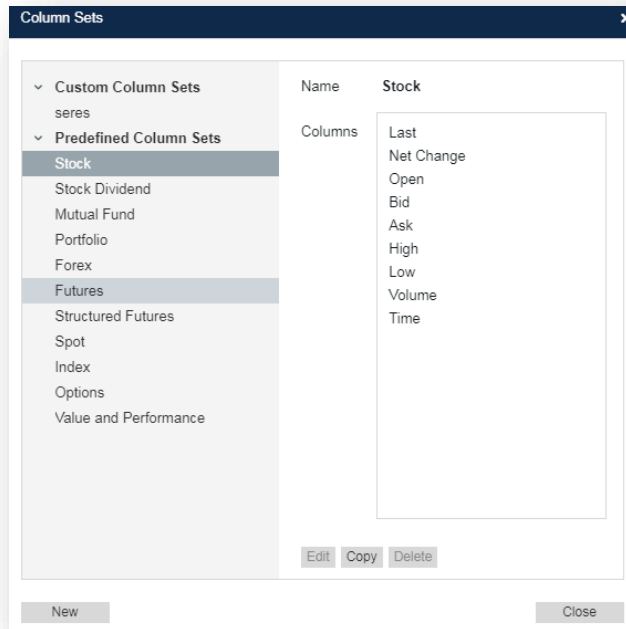 Column Sets
Custom Column Sets
seres
Predefined Column Sets
Stock
Stock Dividend
Mutual Fund
Portfolio
Forex
Futures
Structured Futures
Spot
Index
Options
Value and Performance
Name Stock
Columns
Last
Net Change
Open
Bid
Ask
High
Low
Volume
Time
Edit Copy Delete
New Close